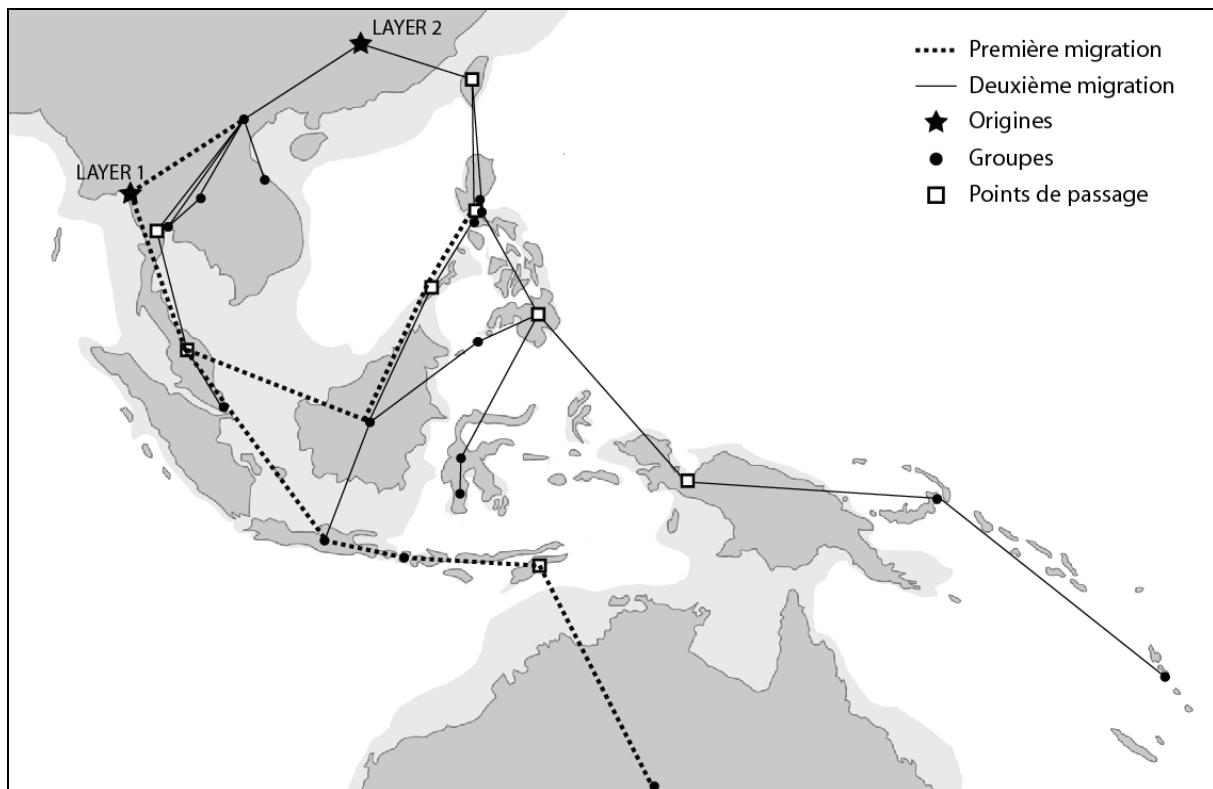 LAYER 2
Première migration
Deuxième migration
Origines
Groupes
LAYER 1
Points de passage